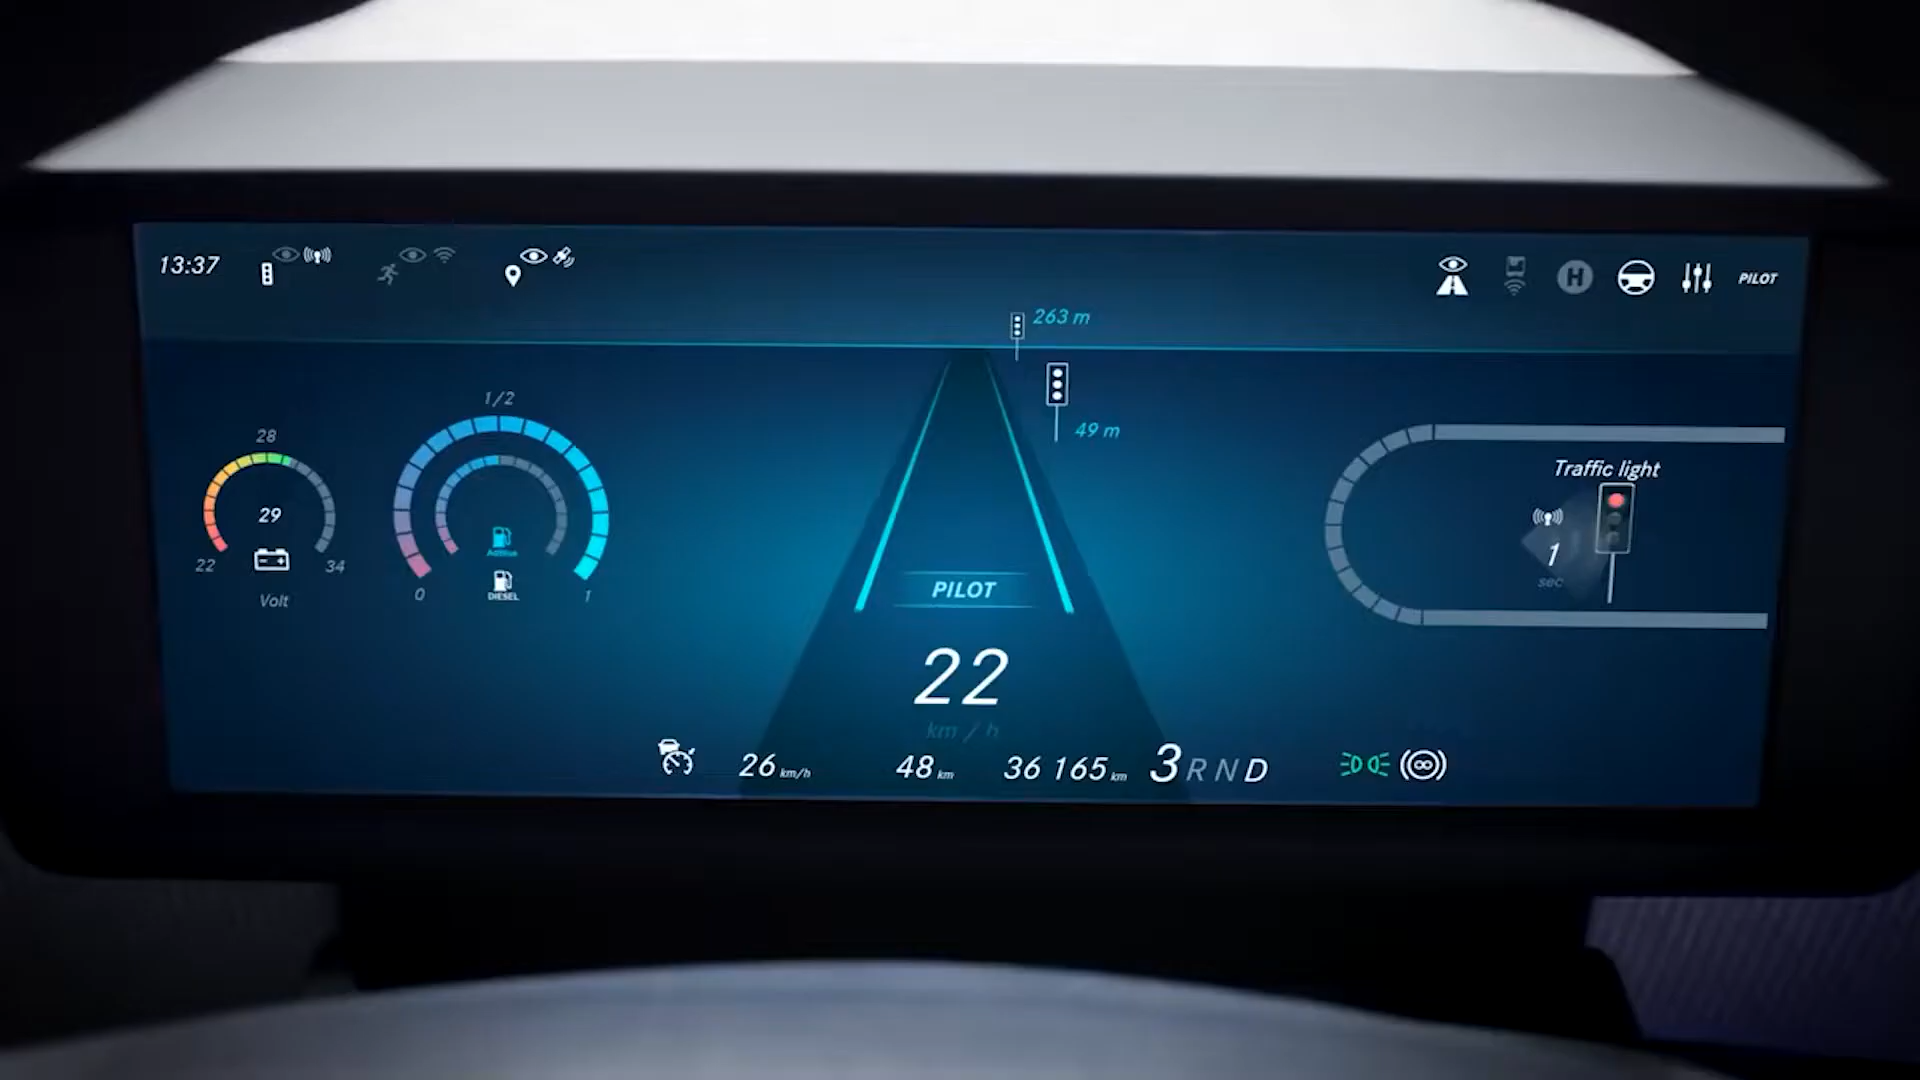 13:37
H
PILOT
263 m
49 m
28
29
22
34
Volt
1/2
AdBlue
DIESEL
0
1
Traffic light
1
sec
PILOT
22
km / h
26 km/h
48 km
36 165 km
3 R N D